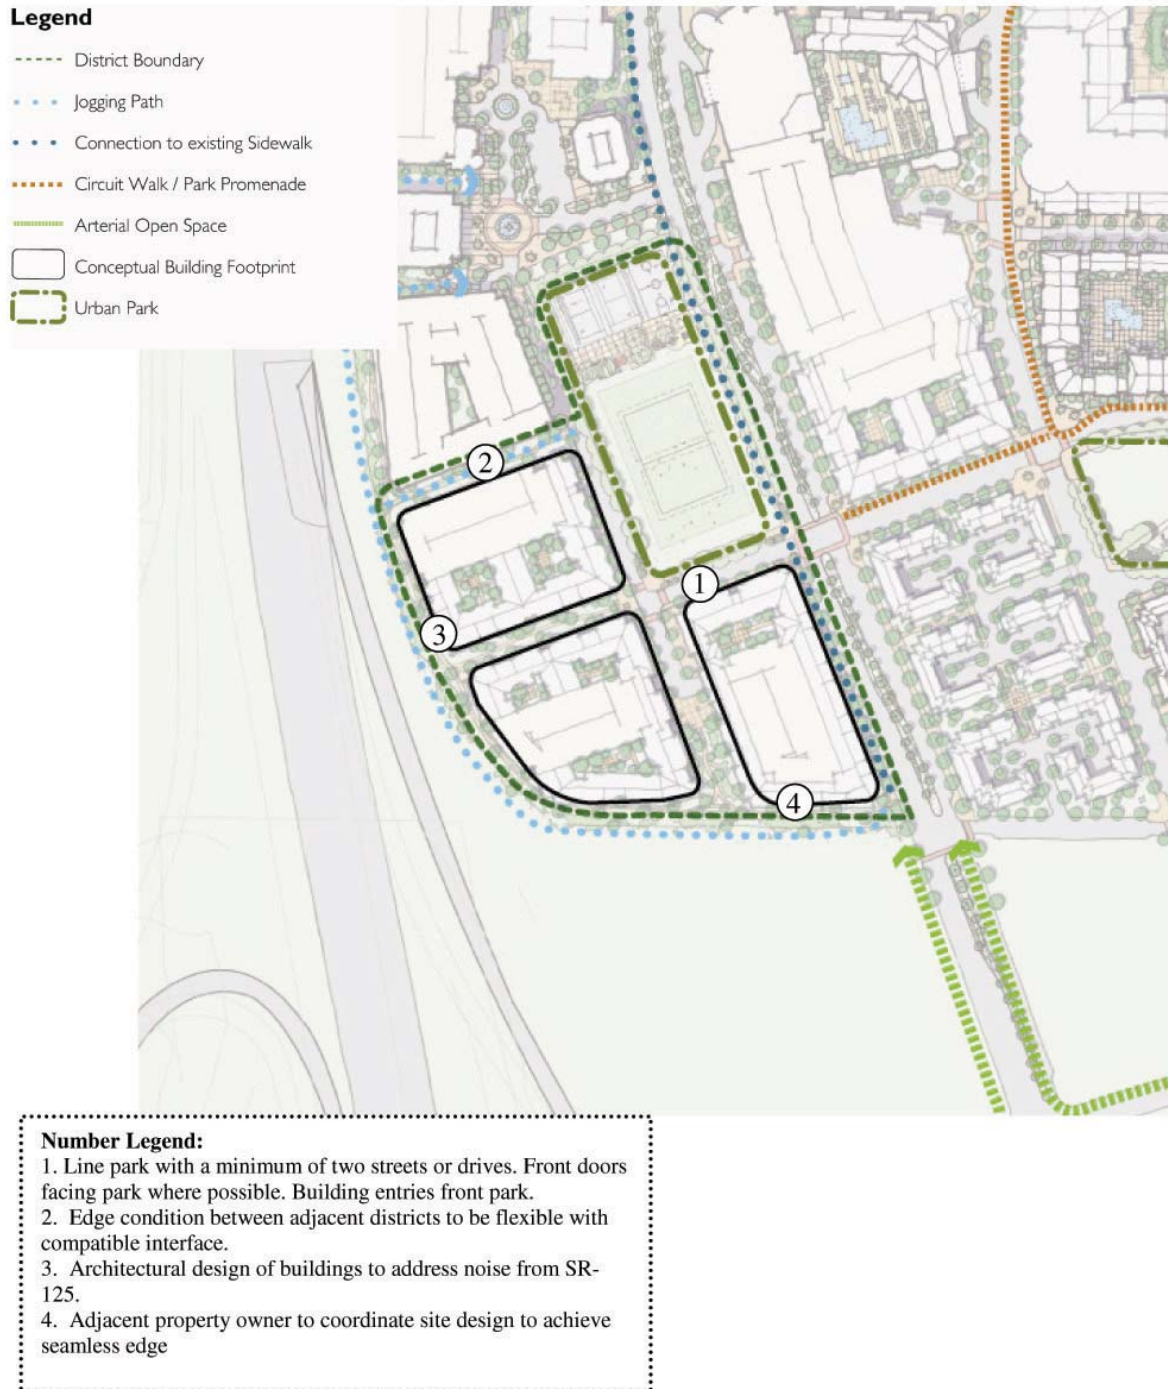 Legend
District Boundary
Jogging Path
Connection to existing Sidewalk
Circuit Walk / Park Promenade
Arterial Open Space
Conceptual Building Footprint
Urban Park
2
1
3
4
Number Legend:
1. Line park with a minimum of two streets or drives. Front doors
facing park where possible. Building entries front park.
2. Edge condition between adjacent districts to be flexible with
compatible interface.
3. Architectural design of buildings to address noise from SR-
125.
4. Adjacent property owner to coordinate site design to achieve
seamless edge